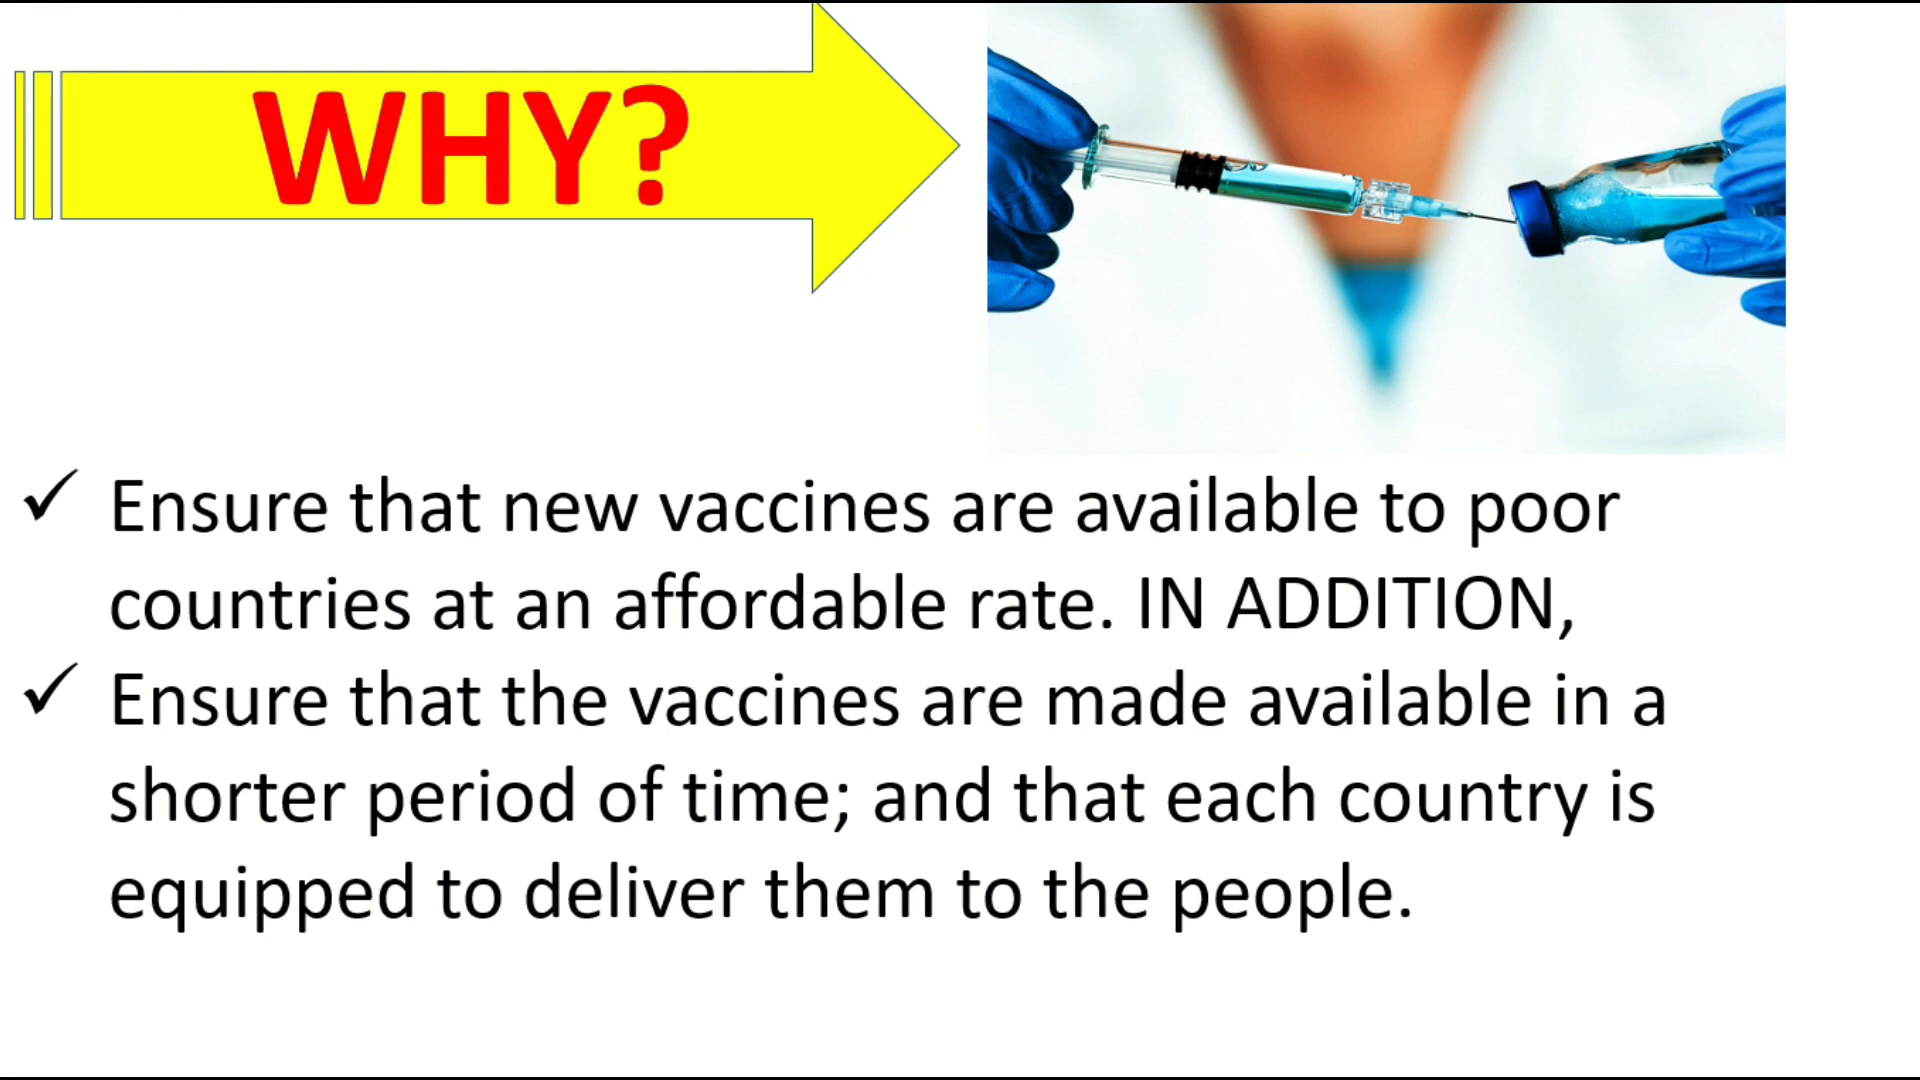 WHY?
✓ Ensure that new vaccines are available to poor
countries at an affordable rate. IN ADDITION,
✓ Ensure that the vaccines are made available in a
shorter period of time; and that each country is
equipped to deliver them to the people.